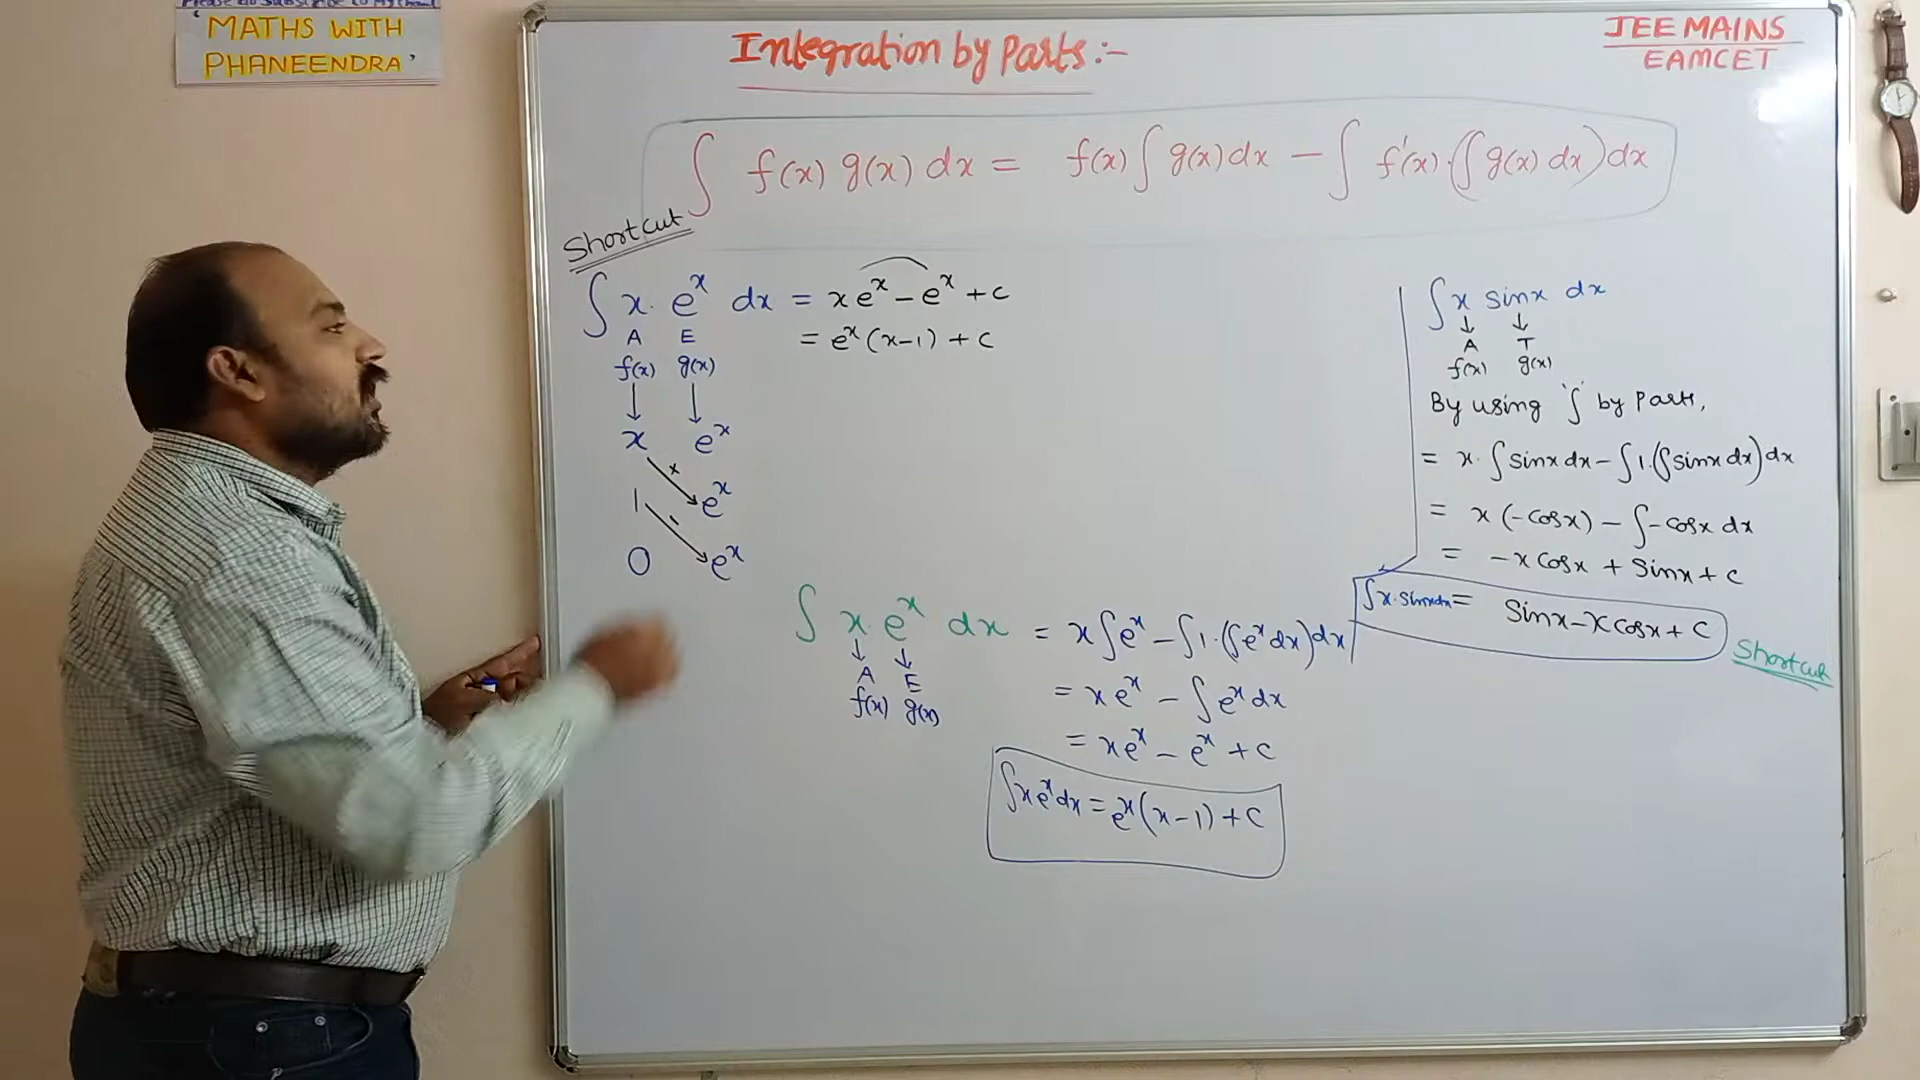 'MATHS WITH
PHANEENDRA'
Integration by Parts :-
JEE MAINS
EAMCET
∫ f(x) g(x) dx = f(x) ∫ g(x) dx − ∫ f'(x) · (∫ g(x) dx) dx
Shortcut
∫ x · e^x dx = x e^x − e^x + c
A E
= e^x (x−1) + c
f(x) g(x)
↓ ↓
x e^x
+
1 e^x
−
0 e^x
∫ x · e^x dx = x ∫ e^x − ∫ 1 · (∫ e^x dx) dx
↓ ↓
A E
f(x) g(x)
= x e^x − ∫ e^x dx
= x e^x − e^x + c
∫ x e^x dx = e^x (x−1) + c
∫ x sinx dx
↓ ↓
A T
f(x) g(x)
By using '∫' by Parts,
= x · ∫ sinx dx − ∫ 1 · (∫ sinx dx) dx
= x (−cosx) − ∫ −cosx dx
= −x cosx + sinx + c
∫ x · sinx dx = Sinx − x cosx + c
Shortcut